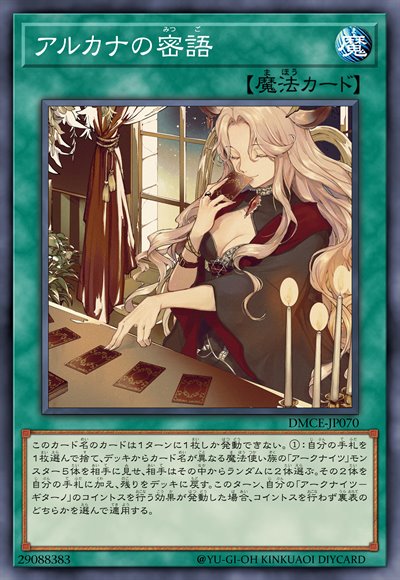 アルカナの密語
みつ ご
魔
【魔法カード】
ま ほう
DMCE-JP070
このカード名のカードは1ターンに1枚しか発動できない。①：自分の手札を
1枚選んで捨て、デッキからカード名が異なる魔法使い族の「アークナイツ」モン
スター5体を相手に見せ、相手はその中からランダムに2体選ぶ。その2体を
自分の手札に加え、残りをデッキに戻す。このターン、自分の「アークナイツ－
ギターノ」のコイントスを行う効果が発動した場合、コイントスを行わず裏表の
どちらかを選んで適用する。
29088383
@YU-GI-OH KINKUAOI DIYCARD